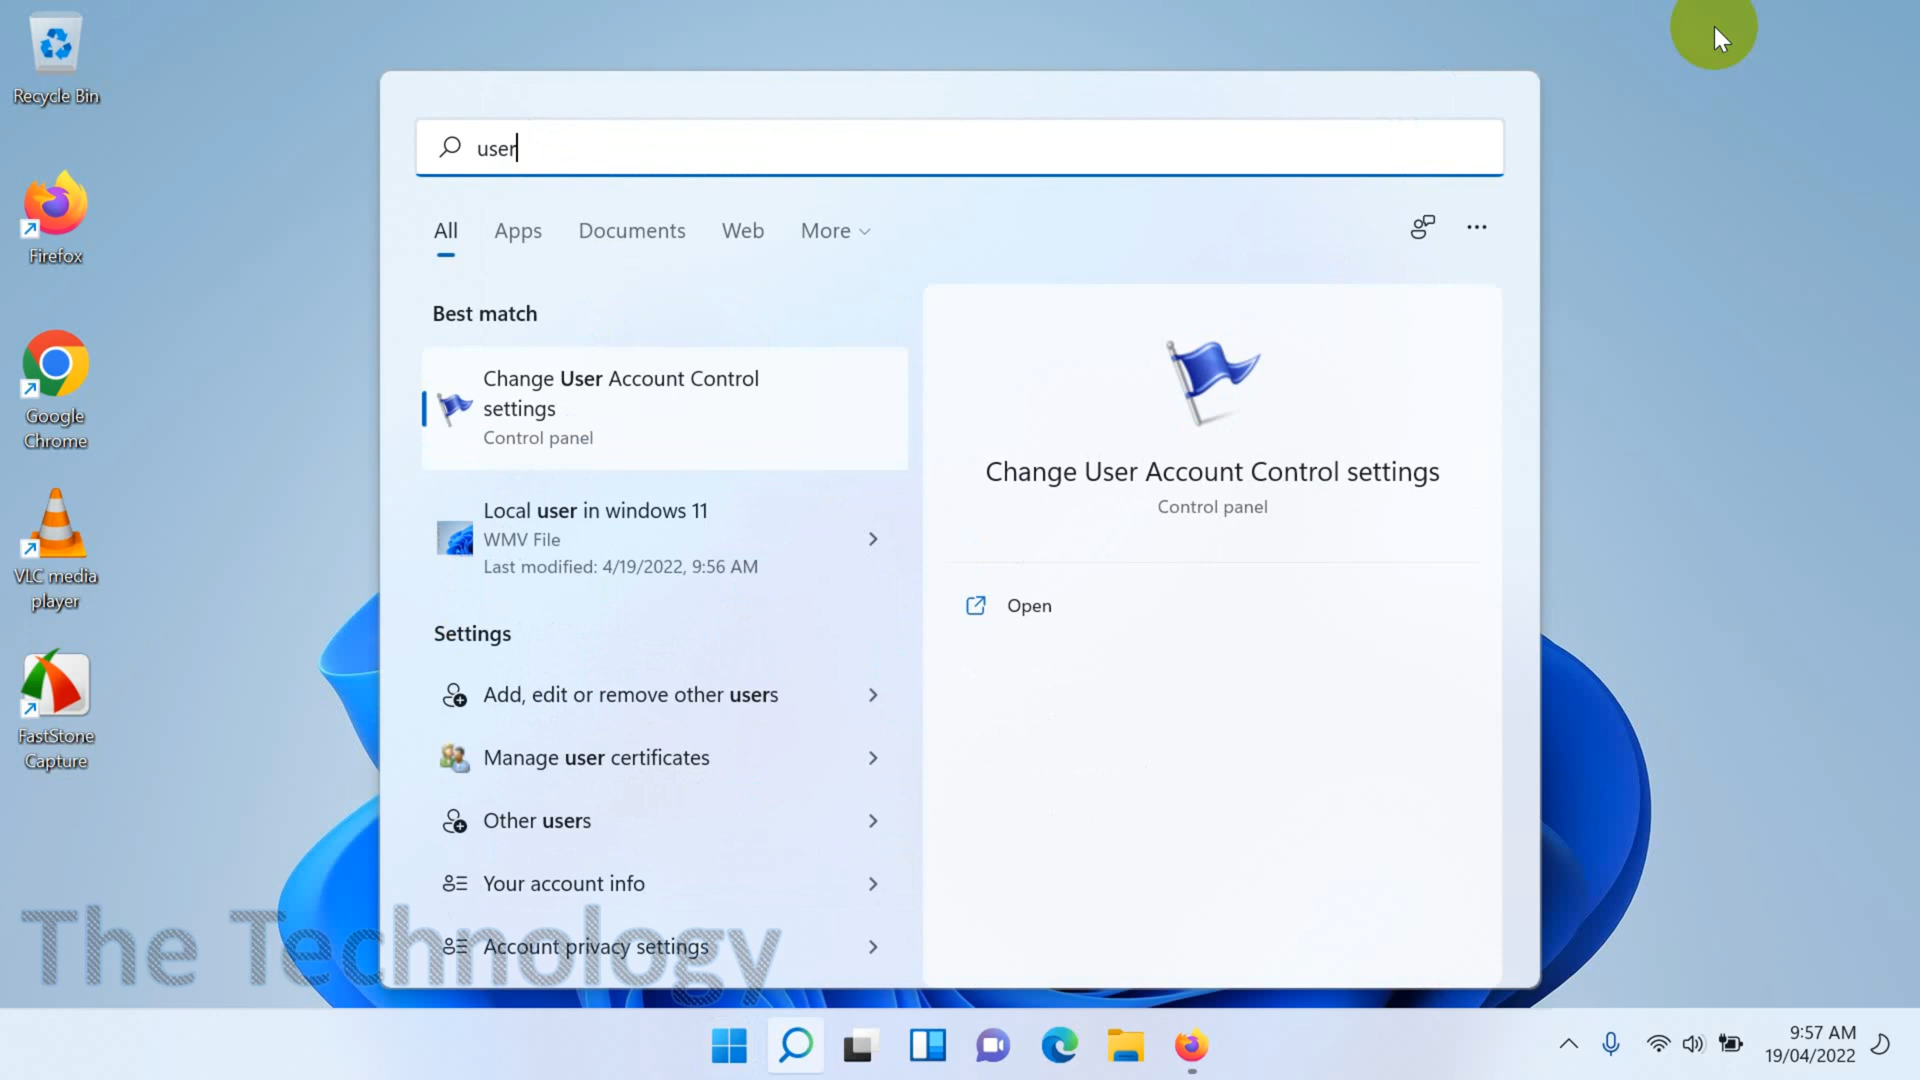 Recycle Bin
Firefox
Google
Chrome
VLC media
player
FastStone
Capture
user
All Apps Documents Web More
Best match
Change User Account Control
settings
Control panel
Local user in windows 11
WMV File
Last modified: 4/19/2022, 9:56 AM
Settings
Add, edit or remove other users
Manage user certificates
Other users
Your account info
Account privacy settings
Change User Account Control settings
Control panel
Open
The Technology
9:57 AM
19/04/2022